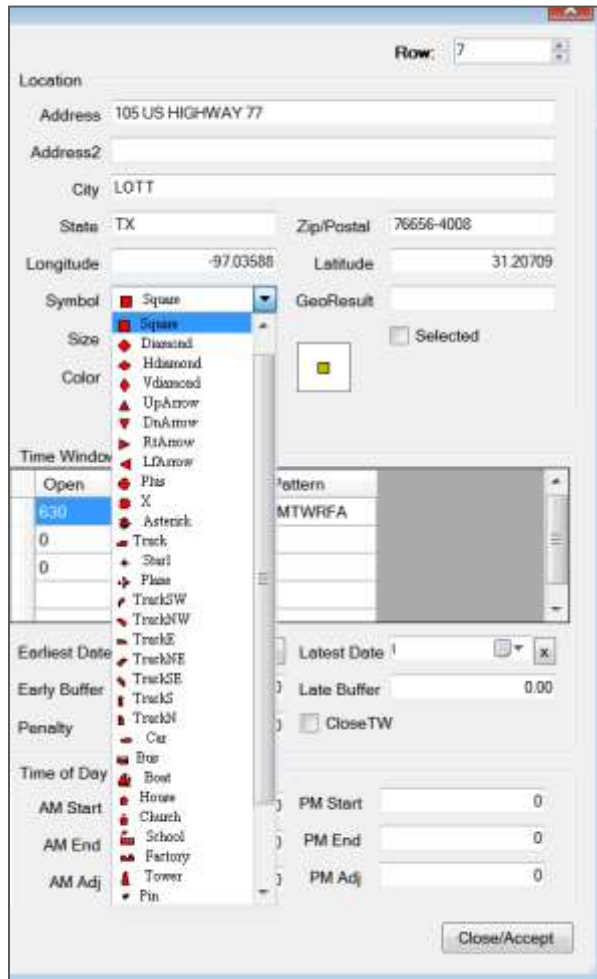 Row: 7
Location
Address 105 US HIGHWAY 77
Address2
City LOTT
State TX Zip/Postal 76656-4008
Longitude -97.03588 Latitude 31.20709
Symbol Square GeoResult
Square
Size Selected
Diamond
Hdiamond
Color
Vdiamond
UpArrow
DnArrow
RtArrow
Time Window
LfArrow
Open Plus Pattern
X
630 MTWRFA
Asterisk
0 Truck
Star1
0 Plane
TruckSW
TruckNW
TruckE
Earliest Date Latest Date
TruckNE
TruckSE
Early Buffer Late Buffer 0.00
TruckS
TruckN
Penalty CloseTW
Car
Bus
Time of Day
Boat
House
AM Start PM Start 0
Church
School
AM End PM End 0
Factory
Tower
AM Adj PM Adj 0
Pin
Close/Accept